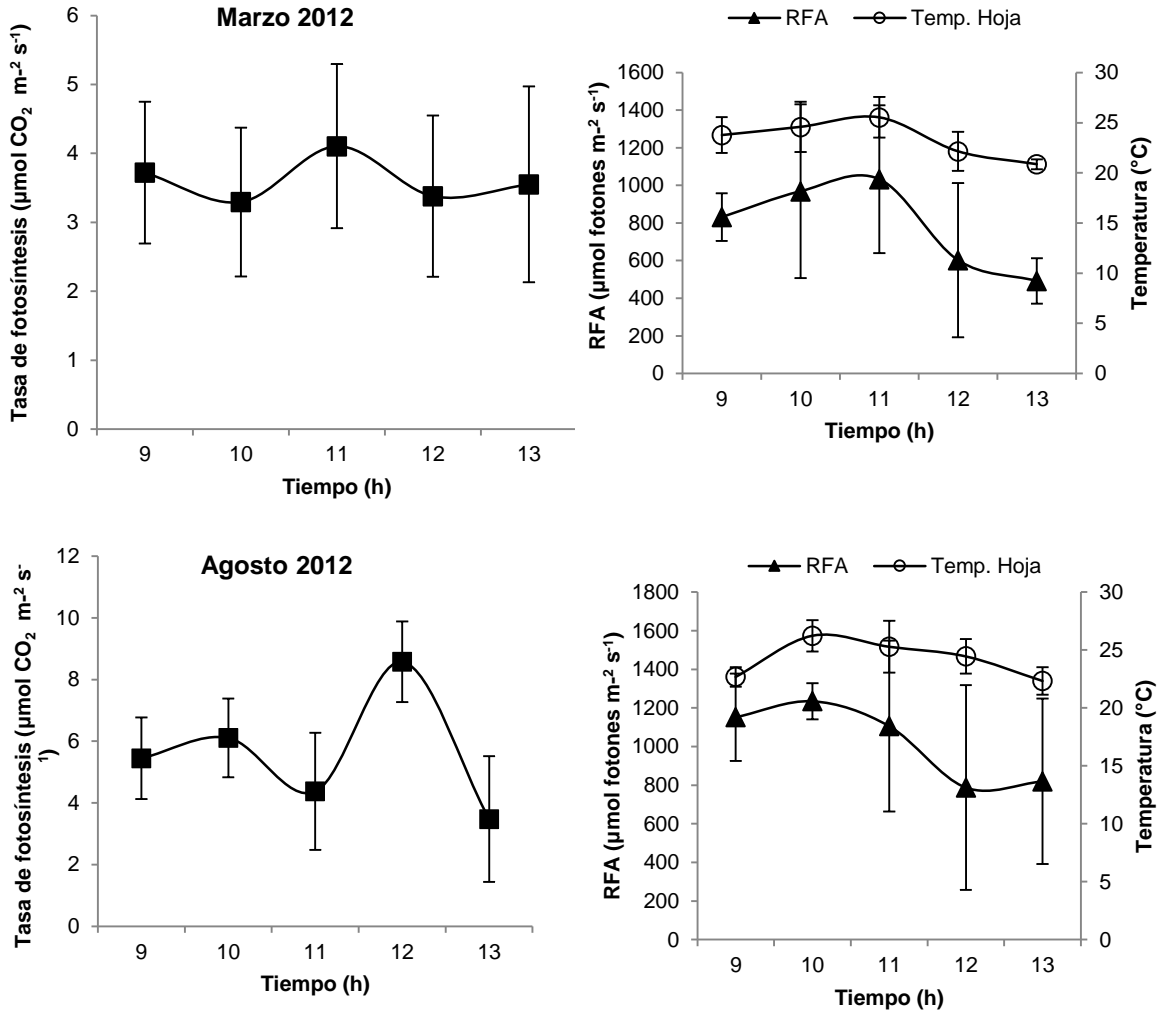 Marzo 2012
Tasa de fotosíntesis (µmol CO₂ m-² s⁻¹)
6
5
4
3
2
1
0
9 10 11 12 13
Tiempo (h)
RFA Temp. Hoja
RFA (µmol fotones m-² s⁻¹)
1600
1400
1200
1000
800
600
400
200
0
30
25
20
15
10
5
0
Temperatura (°C)
9 10 11 12 13
Tiempo (h)
Agosto 2012
Tasa de fotosíntesis (µmol CO₂ m-² s⁻
¹)
12
10
8
6
4
2
0
9 10 11 12 13
Tiempo (h)
RFA Temp. Hoja
RFA (µmol fotones m-² s⁻¹)
1800
1600
1400
1200
1000
800
600
400
200
0
30
25
20
15
10
5
0
Temperatura (°C)
9 10 11 12 13
Tiempo (h)